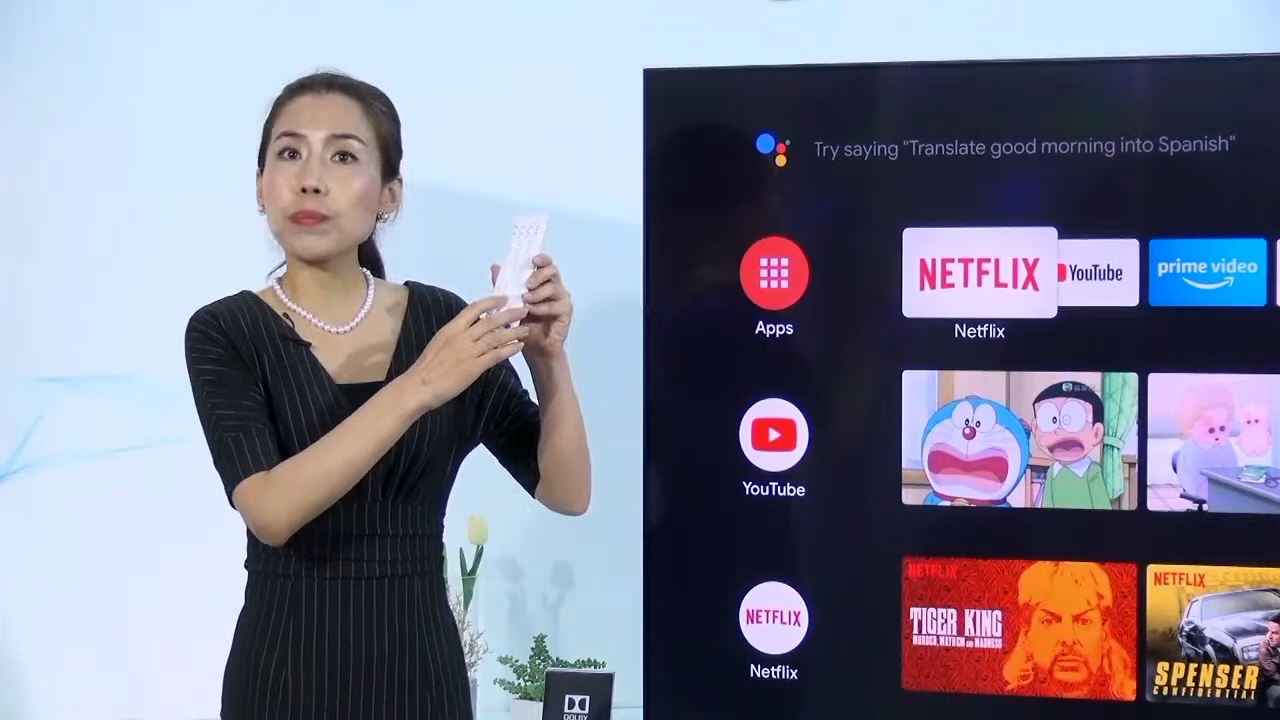 Try saying "Translate good morning into Spanish"
NETFLIX
YouTube
prime video
Apps
Netflix
YouTube
NETFLIX
NETFLIX
TIGER KING
MURDER, MAYHEM AND MADNESS
NETFLIX
SPENSER
CONFIDENTIAL
Netflix
DOLBY